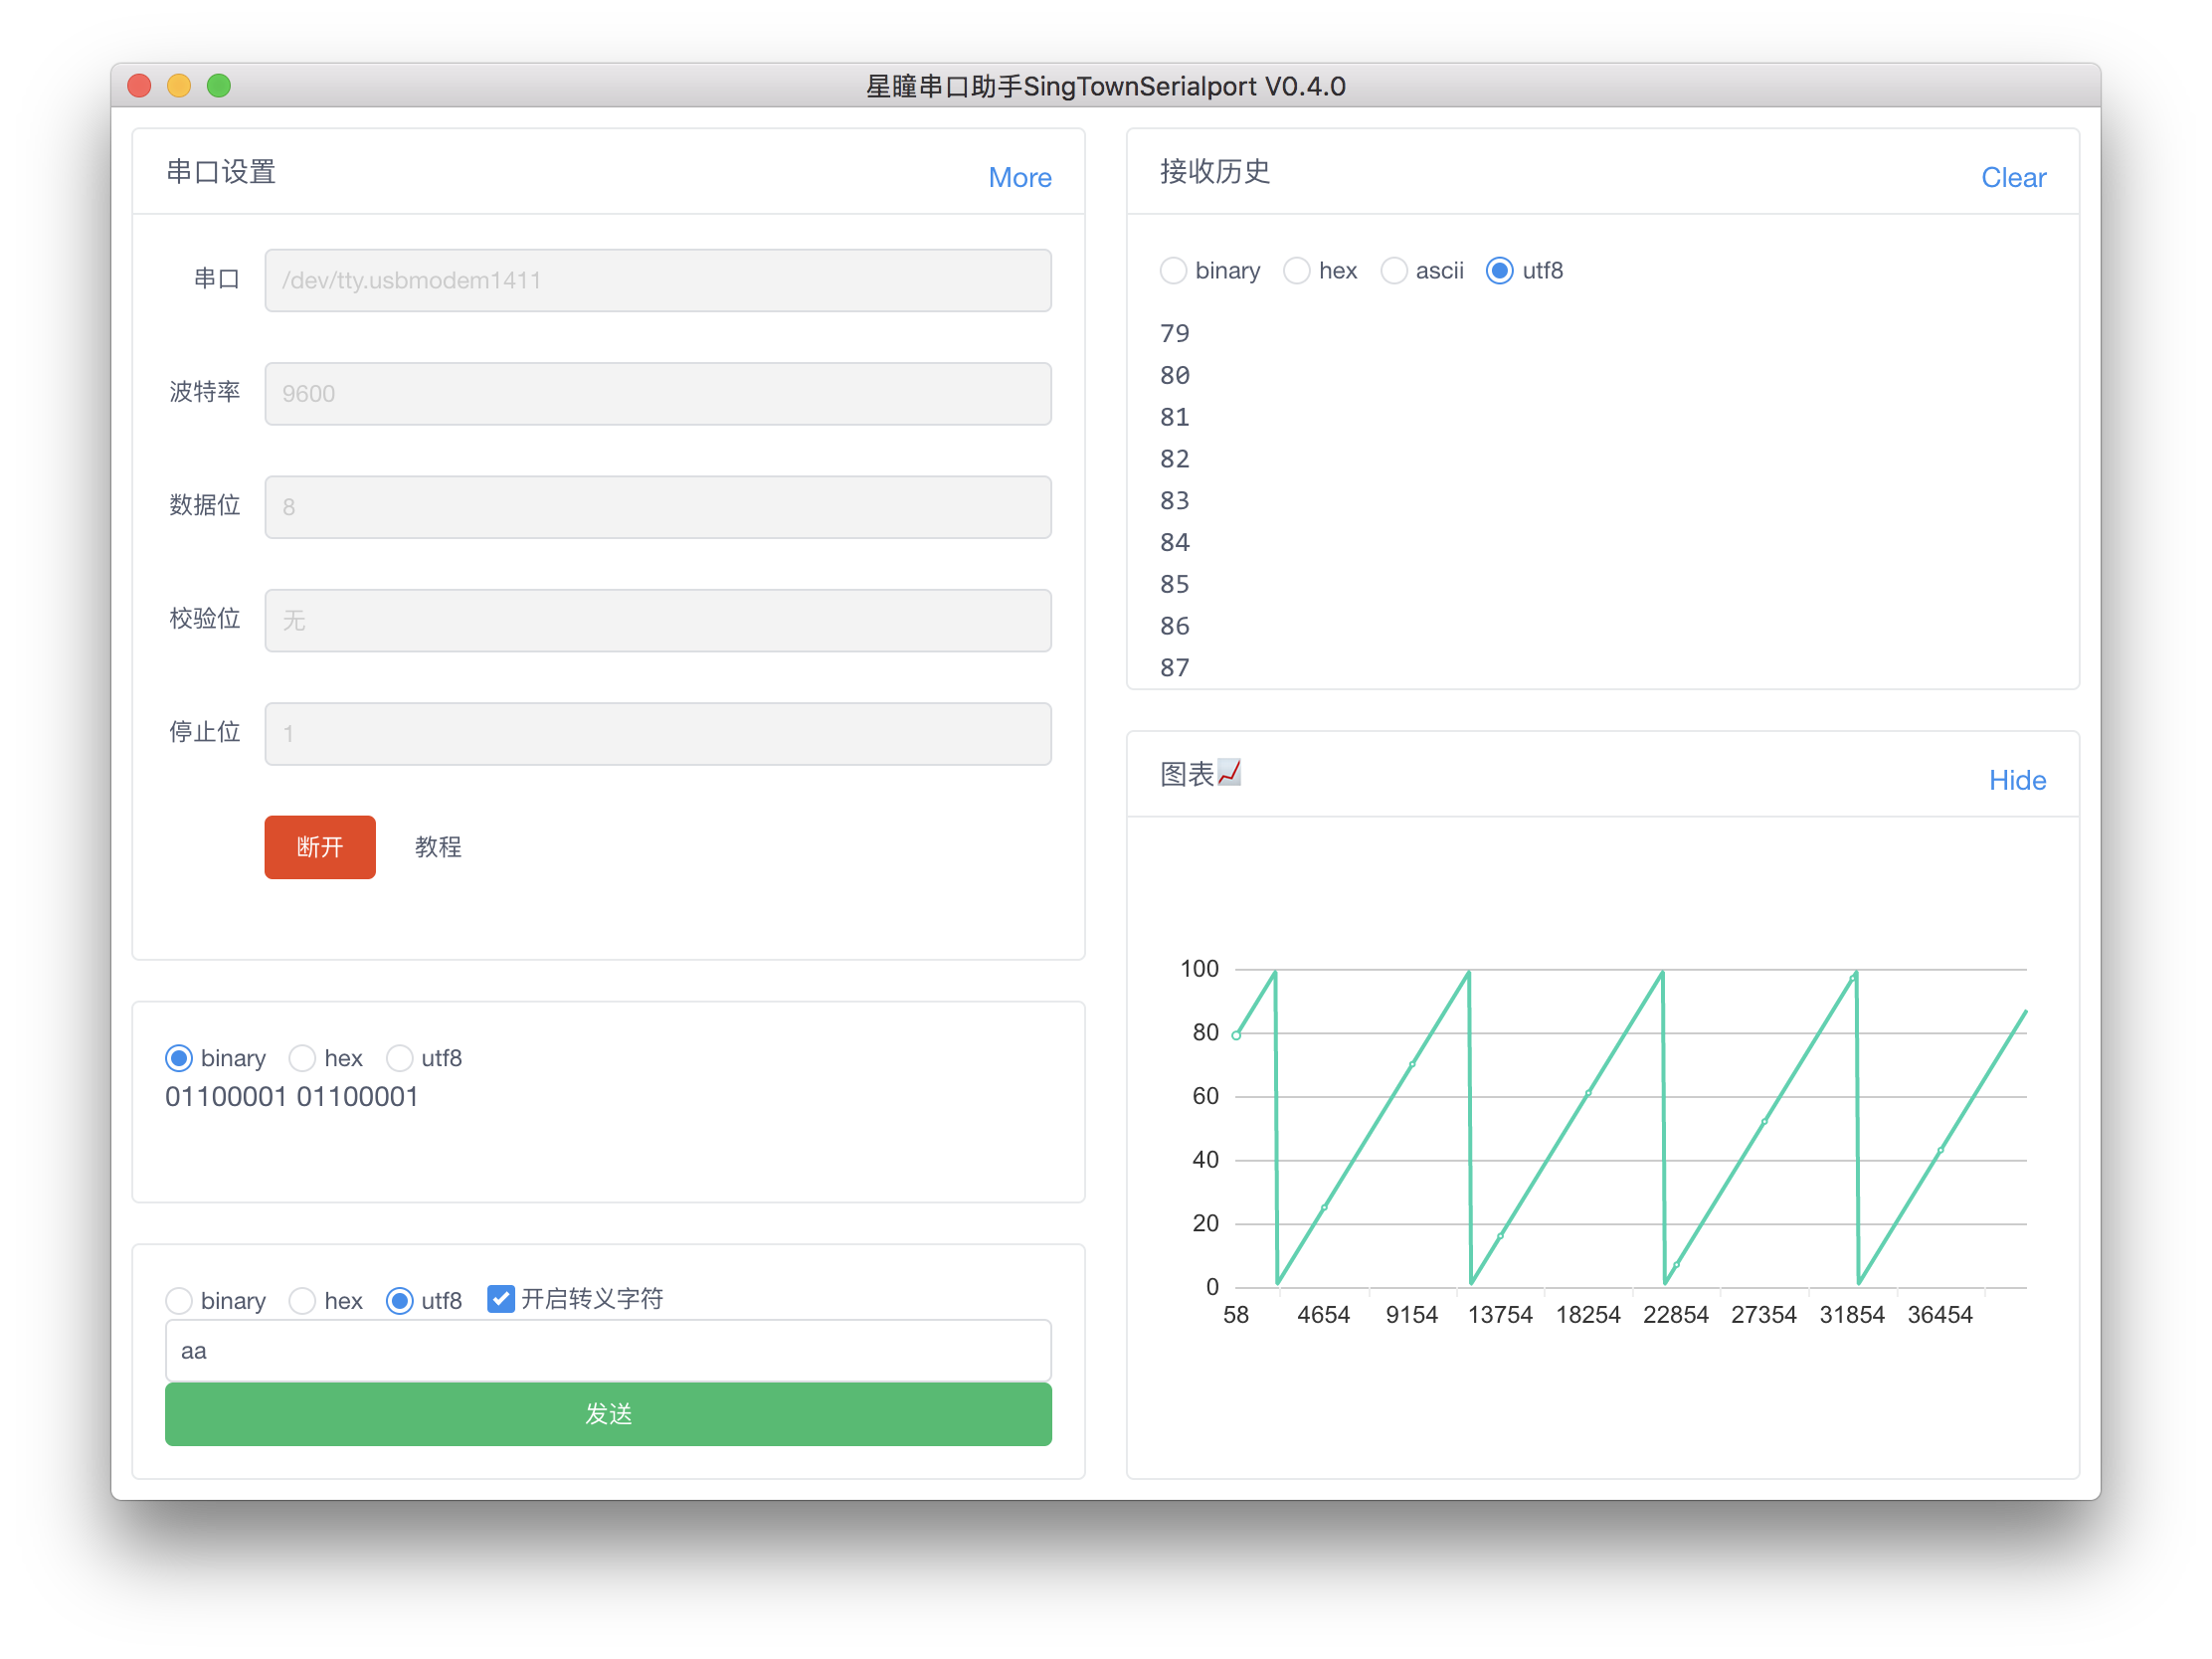 星瞳串口助手SingTownSerialport V0.4.0
串口设置
More
串口
/dev/tty.usbmodem1411
波特率
9600
数据位
8
校验位
无
停止位
1
断开
教程
binary hex utf8
01100001 01100001
binary hex utf8 开启转义字符
aa
发送
接收历史
Clear
binary hex ascii utf8
79
80
81
82
83
84
85
86
87
图表
Hide
100
80
60
40
20
0
58 4654 9154 13754 18254 22854 27354 31854 36454